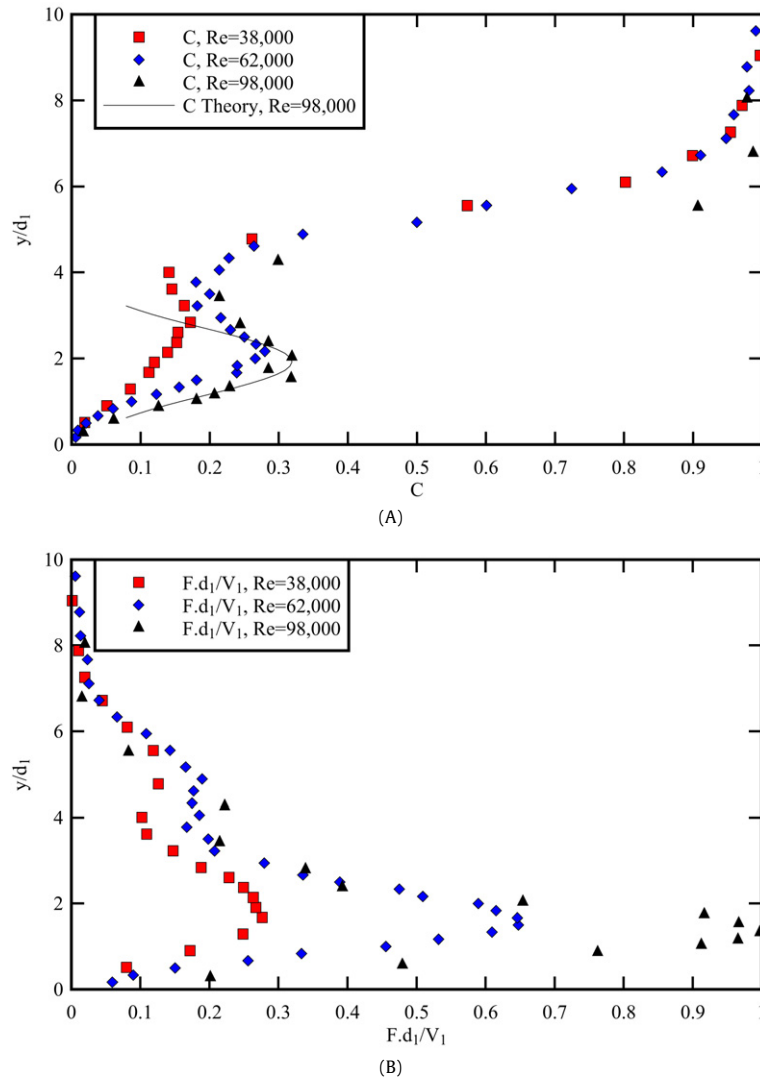 10
8
6
4
2
0
y/d₁
C, Re=38,000
C, Re=62,000
C, Re=98,000
C Theory, Re=98,000
0 0.1 0.2 0.3 0.4 0.5 0.6 0.7 0.8 0.9 1
C
(A)
10
8
6
4
2
0
y/d₁
F.d₁/V₁, Re=38,000
F.d₁/V₁, Re=62,000
F.d₁/V₁, Re=98,000
0 0.1 0.2 0.3 0.4 0.5 0.6 0.7 0.8 0.9 1
F.d₁/V₁
(B)